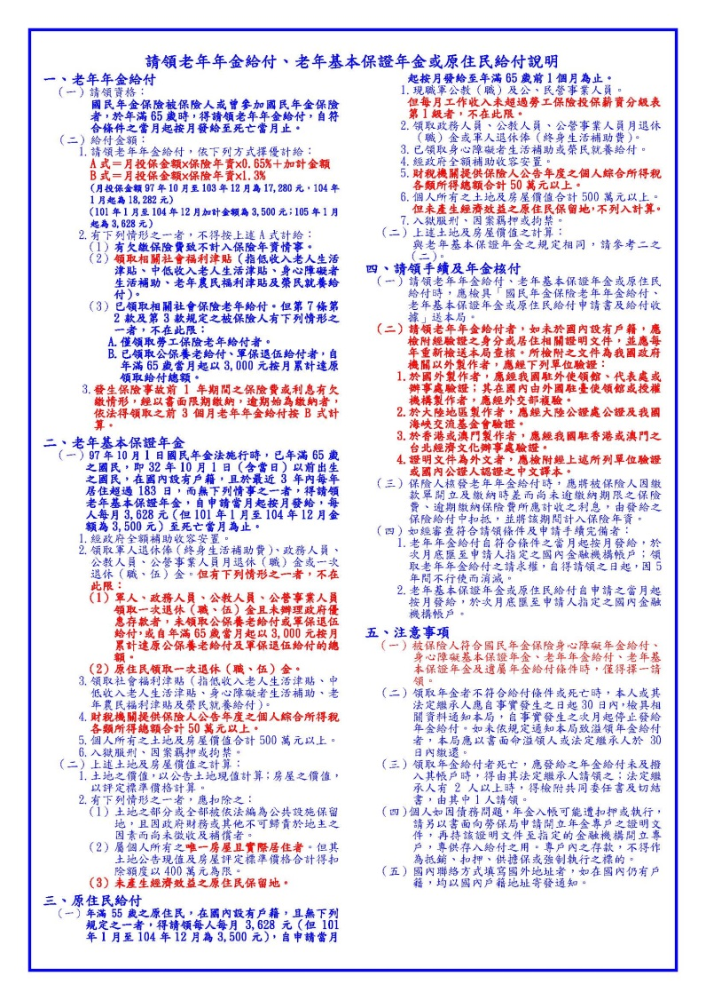 請領老年年金給付、老年基本保證年金或原住民給付說明
一、老年年金給付
（一）請領資格：
國民年金保險被保險人或曾參加國民年金保險
者，於年滿 65 歲時，得請領老年年金給付，自符
合條件之當月起按月發給至死亡當月止。
（二）給付金額：
1.請領老年年金給付，依下列方式擇優計給：
A 式＝月投保金額×保險年資×0.65%＋加計金額
B 式＝月投保金額×保險年資×1.3%
(月投保金額 97 年 10 月至 103 年 12 月為 17,280 元，104 年
1 月起為 18,282 元)
(101 年 1 月至 104 年 12 月加計金額為 3,500 元；105 年 1 月
起為 3,628 元)
2.有下列情形之一者，不得按上述 A 式計給：
(1) 有欠繳保險費致不計入保險年資情事。
(2) 領取相關社會福利津貼（指低收入老人生活
津貼、中低收入老人生活津貼、身心障礙者
生活補助、老年農民福利津貼及榮民就養給
付）。
(3) 已領取相關社會保險老年給付。但第 7 條第
2 款及第 3 款規定之被保險人有下列情形之
一者，不在此限：
A.僅領取勞工保險老年給付者。
B.已領取公保養老給付、軍保退伍給付者，自
年滿 65 歲當月起以 3,000 元按月累計達原
領取給付總額。
3.發生保險事故前 1 年期間之保險費或利息有欠
繳情形，經以書面限期繳納，逾期始為繳納者，
依法得領取之前 3 個月老年年金給付按 B 式計
算。
二、老年基本保證年金
（一）97 年 10 月 1 日國民年金法施行時，已年滿 65 歲
之國民，即 32 年 10 月 1 日（含當日）以前出生
之國民，在國內設有戶籍，且於最近 3 年內每年
居住超過 183 日，而無下列情事之一者，得請領
老年基本保證年金，自申請當月起按月發給，每
人每月 3,628 元（但 101 年 1 月至 104 年 12 月金
額為 3,500 元）至死亡當月為止。
1.經政府全額補助收容安置。
2.領取軍人退休俸（終身生活補助費）、政務人員、
公教人員、公營事業人員月退休（職）金或一次
退休（職、伍）金。但有下列情形之一者，不在
此限：
(1) 軍人、政務人員、公教人員、公營事業人員
領取一次退休（職、伍）金且未辦理政府優
惠存款者，未領取公保養老給付或軍保退伍
給付，或自年滿 65 歲當月起以 3,000 元按月
累計達原公保養老給付及軍保退伍給付的總
額。
(2) 原住民領取一次退休（職、伍）金。
3.領取社會福利津貼（指低收入老人生活津貼、中
低收入老人生活津貼、身心障礙者生活補助、老
年農民福利津貼及榮民就養給付）。
4.財稅機關提供保險人公告年度之個人綜合所得稅
各類所得總額合計 50 萬元以上。
5.個人所有之土地及房屋價值合計 500 萬元以上。
6.入獄服刑、因案羈押或拘禁。
（二）上述土地及房屋價值之計算：
1.土地之價值，以公告土地現值計算；房屋之價值，
以評定標準價格計算。
2.有下列情形之一者，應扣除之：
(1) 土地之部分或全部被依法編為公共設施保留
地，且因政府財務或其他不可歸責於地主之
因素而尚未徵收及補償者。
(2) 屬個人所有之唯一房屋且實際居住者。但其
土地公告現值及房屋評定標準價格合計得扣
除額度以 400 萬元為限。
(3) 未產生經濟效益之原住民保留地。
三、原住民給付
（一）年滿 55 歲之原住民，在國內設有戶籍，且無下列
規定之一者，得請領每人每月 3,628 元（但 101
年 1 月至 104 年 12 月為 3,500 元），自申請當月
起按月發給至年滿 65 歲前 1 個月為止。
1.現職軍公教（職）及公、民營事業人員。
但每月工作收入未超過勞工保險投保薪資分級表
第 1 級者，不在此限。
2.領取政務人員、公教人員、公營事業人員月退休
（職）金或軍人退休俸（終身生活補助費）。
3.已領取身心障礙者生活補助或榮民就養給付。
4.經政府全額補助收容安置。
5.財稅機關提供保險人公告年度之個人綜合所得稅
各類所得總額合計 50 萬元以上。
6.個人所有之土地及房屋價值合計 500 萬元以上。
但未產生經濟效益之原住民保留地，不列入計算。
7.入獄服刑、因案羈押或拘禁。
（二）上述土地及房屋價值之計算：
與老年基本保證年金之規定相同，請參考二之
（二）。
四、請領手續及年金核付
（一）請領老年年金給付、老年基本保證年金或原住民
給付時，應檢具「國民年金保險老年年金給付、
老年基本保證年金或原住民給付申請書及給付收
據」送本局。
（二）請領老年年金給付者，如未於國內設有戶籍，應
檢附經驗證之身分或居住相關證明文件，並應每
年重新檢送本局查核。所檢附之文件為我國政府
機關以外製作者，應經下列單位驗證：
1.於國外製作者，應經我國駐外使領館、代表處或
辦事處驗證；其在國內由外國駐臺使領館或授權
機構製作者，應經外交部複驗。
2.於大陸地區製作者，應經大陸公證處公證及我國
海峽交流基金會驗證。
3.於香港或澳門製作者，應經我國駐香港或澳門之
台北經濟文化辦事處驗證。
4.證明文件為外文者，應檢附經上述所列單位驗證
或國內公證人認證之中文譯本。
（三）保險人核發老年年金給付時，應將被保險人因繳
款單開立及繳納時差而尚未逾繳納期限之保險
費、逾期繳納保險費所應計收之利息，由發給之
保險給付中扣抵，並將該期間計入保險年資。
（四）如經審查符合請領條件及申請手續完備者：
1.老年年金給付自符合條件之當月起按月發給，於
次月底匯至申請人指定之國內金融機構帳戶；領
取老年年金給付之請求權，自得請領之日起，因 5
年間不行使而消滅。
2.老年基本保證年金或原住民給付自申請之當月起
按月發給，於次月底匯至申請人指定之國內金融
機構帳戶。
五、注意事項
（一）被保險人符合國民年金保險身心障礙年金給付、
身心障礙基本保證年金、老年年金給付、老年基
本保證年金及遺屬年金給付條件時，僅得擇一請
領。
（二）領取年金者不符合給付條件或死亡時，本人或其
法定繼承人應自事實發生之日起 30 日內，檢具相
關資料通知本局，自事實發生之次月起停止發給
年金給付。如未依規定通知本局致溢領年金給付
者，本局應以書面命溢領人或法定繼承人於 30
日內繳還。
（三）領取年金給付者死亡，應發給之年金給付未及撥
入其帳戶時，得由其法定繼承人請領之；法定繼
承人有 2 人以上時，得檢附共同委任書及切結
書，由其中 1 人請領。
（四）個人如因債務問題，年金入帳可能遭扣押或執行，
請另以書面向勞保局申請開立年金專戶之證明文
件，再持該證明文件至指定的金融機構開立專
戶，專供存入給付之用。專戶內之存款，不得作
為抵銷、扣押、供擔保或強制執行之標的。
（五）國內聯絡方式填寫國外地址者，如在國內仍有戶
籍，均以國內戶籍地址寄發通知。